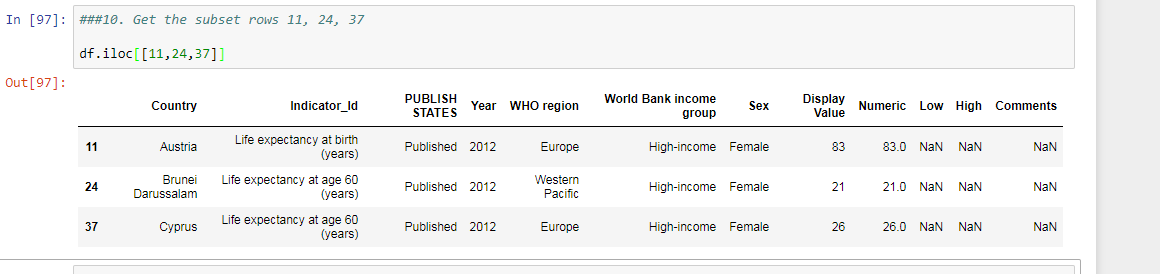 In [97]: ###10. Get the subset rows 11, 24, 37
df.iloc[[11,24,37]]
Out[97]:
Country Indicator_Id PUBLISH STATES Year WHO region World Bank income group Sex Display Value Numeric Low High Comments
11 Austria Life expectancy at birth (years) Published 2012 Europe High-income Female 83 83.0 NaN NaN NaN
24 Brunei Darussalam Life expectancy at age 60 (years) Published 2012 Western Pacific High-income Female 21 21.0 NaN NaN NaN
37 Cyprus Life expectancy at age 60 (years) Published 2012 Europe High-income Female 26 26.0 NaN NaN NaN